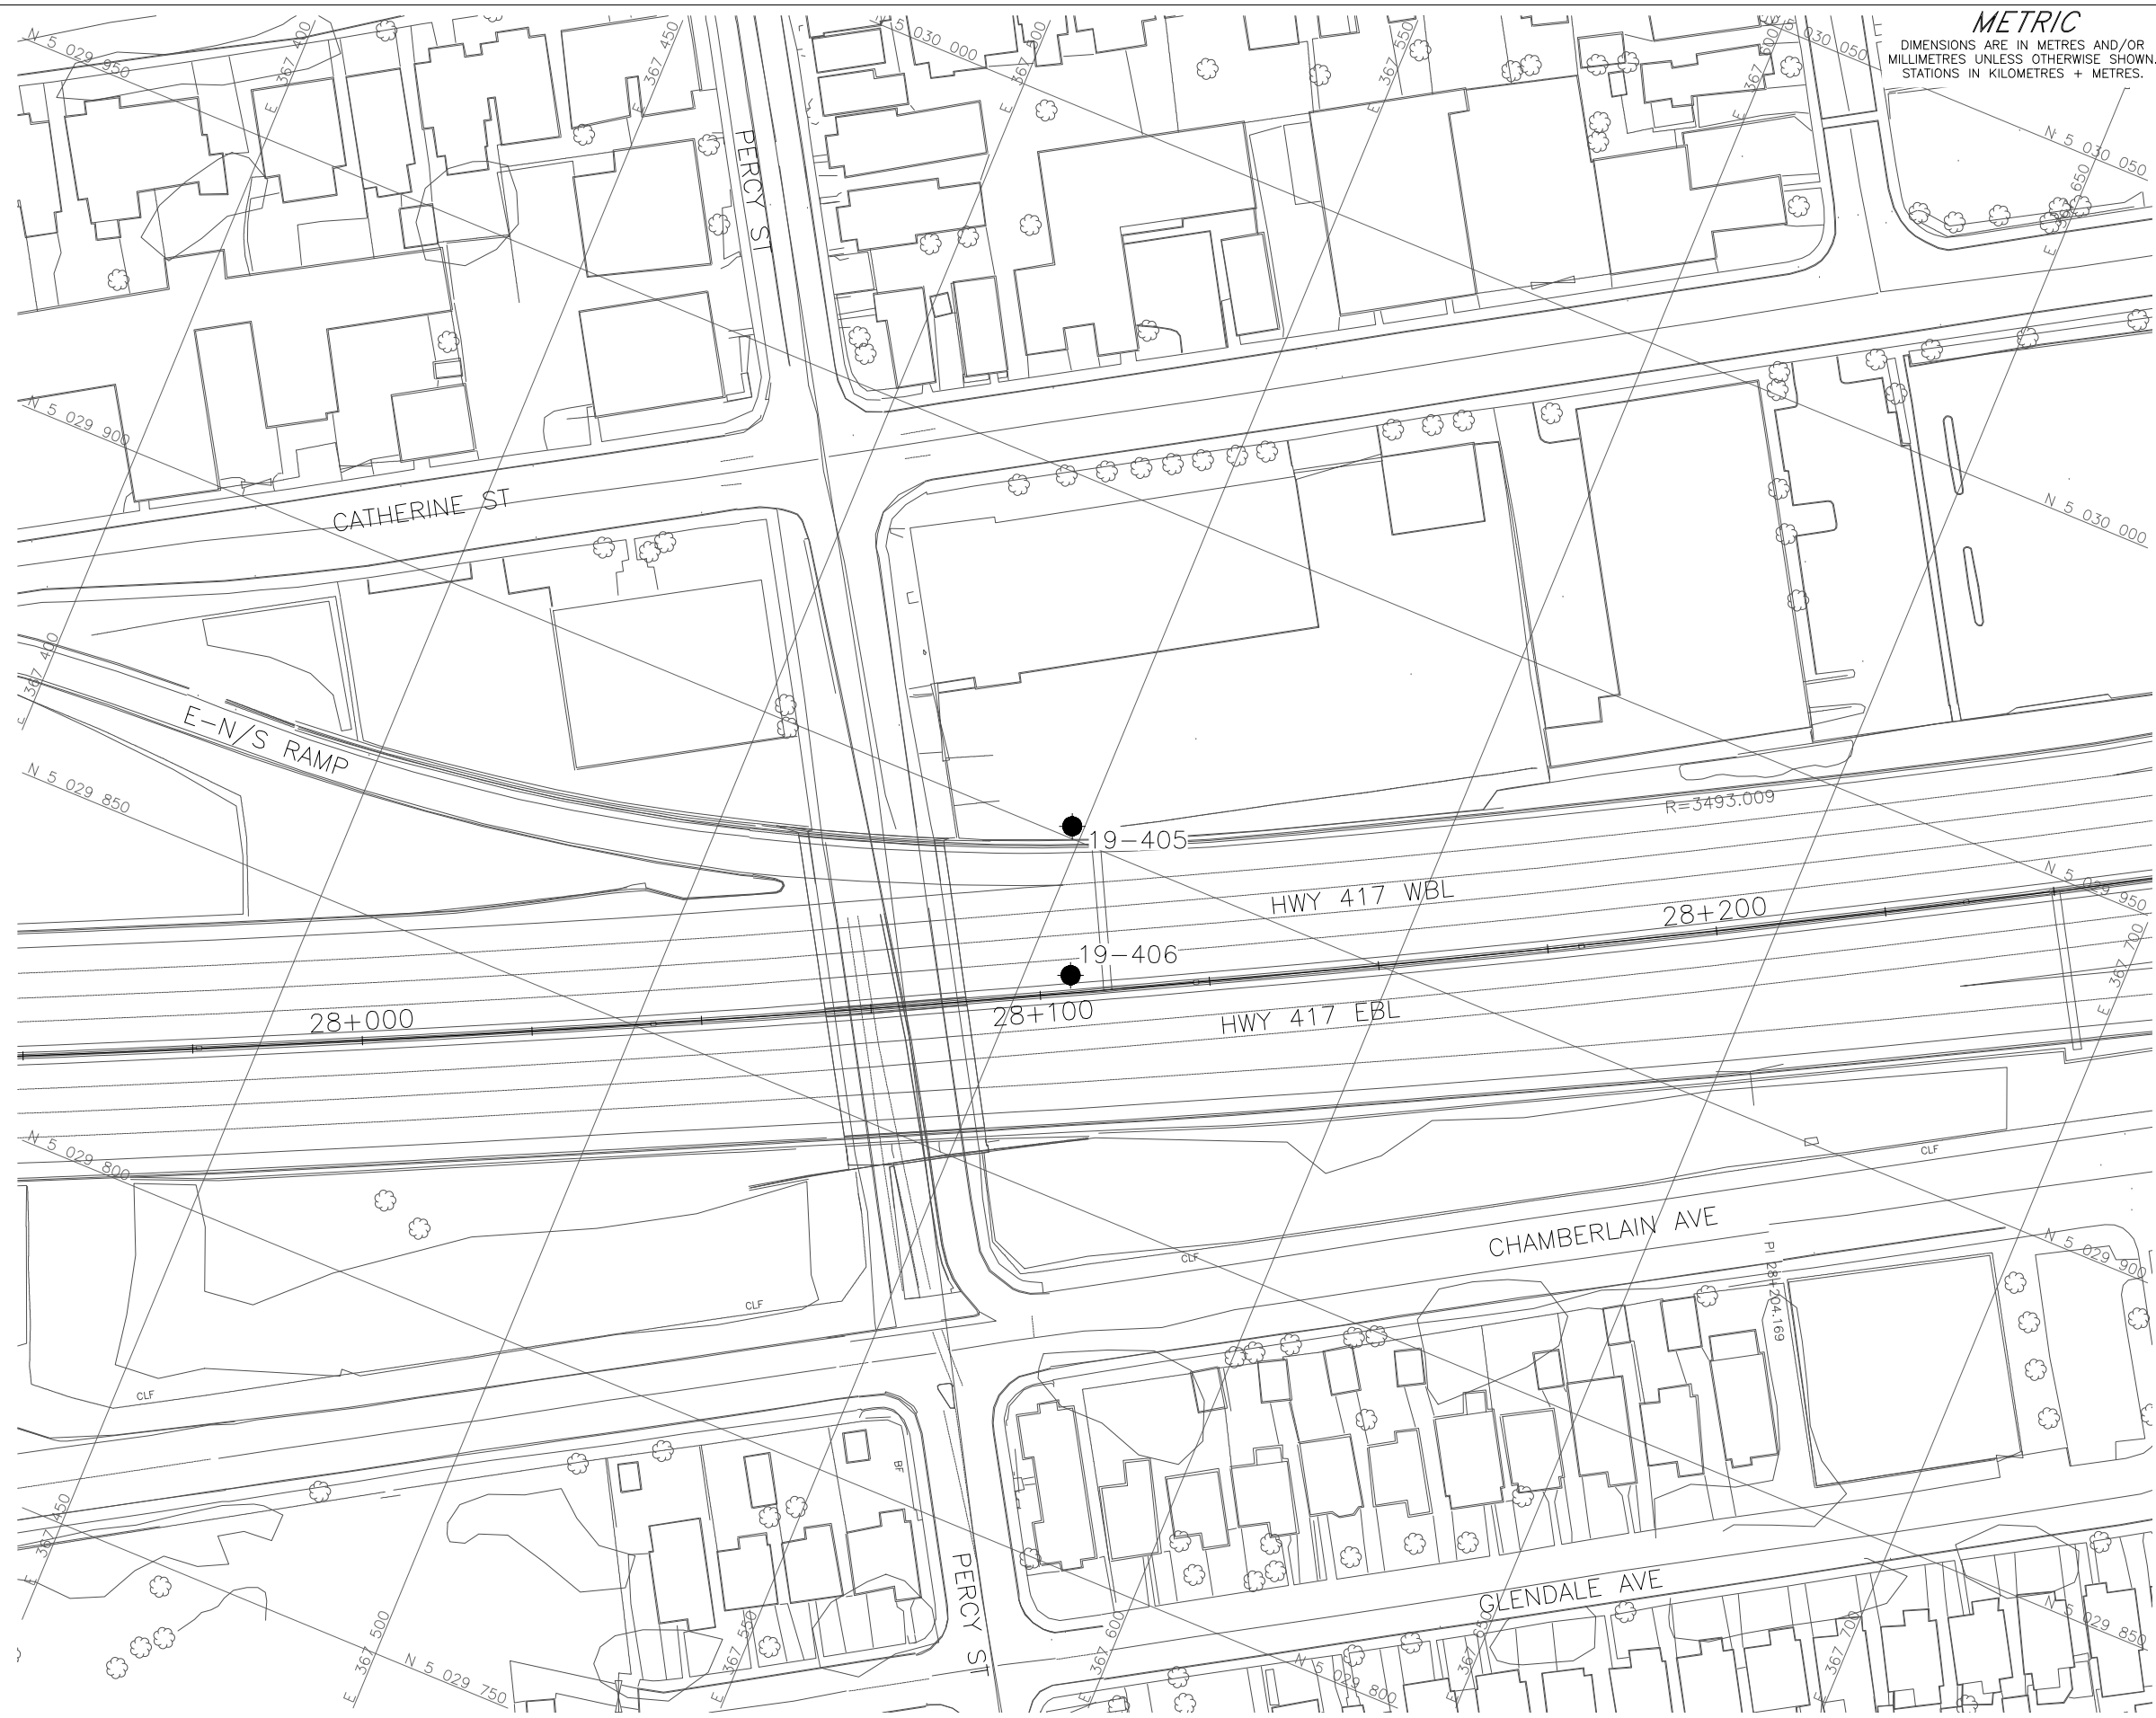 METRIC
DIMENSIONS ARE IN METRES AND/OR
MILLIMETRES UNLESS OTHERWISE SHOWN.
STATIONS IN KILOMETRES + METRES.
N 5 029 950
E 367 400
E 367 450
N 5 030 000
E 367 500
E 367 550
E 367 600
N 5 030 050
N 5 030 050
E 367 650
PERCY ST
N 5 029 900
CATHERINE ST
N 5 030 000
E 367 400
E-N/S RAMP
N 5 029 850
R=3493.009
19-405
HWY 417 WBL
N 5 029 950
28+200
19-406
E 367 700
28+000
28+100
HWY 417 EBL
N 5 029 800
CLF
CHAMBERLAIN AVE
CLF
N 5 029 900
PI 28+204.169
CLF
CLF
BF
E 367 450
PERCY ST
GLENDALE AVE
N 5 029 850
E 367 500
E 367 550
E 367 600
E 367 650
E 367 700
N 5 029 750
N 5 029 800